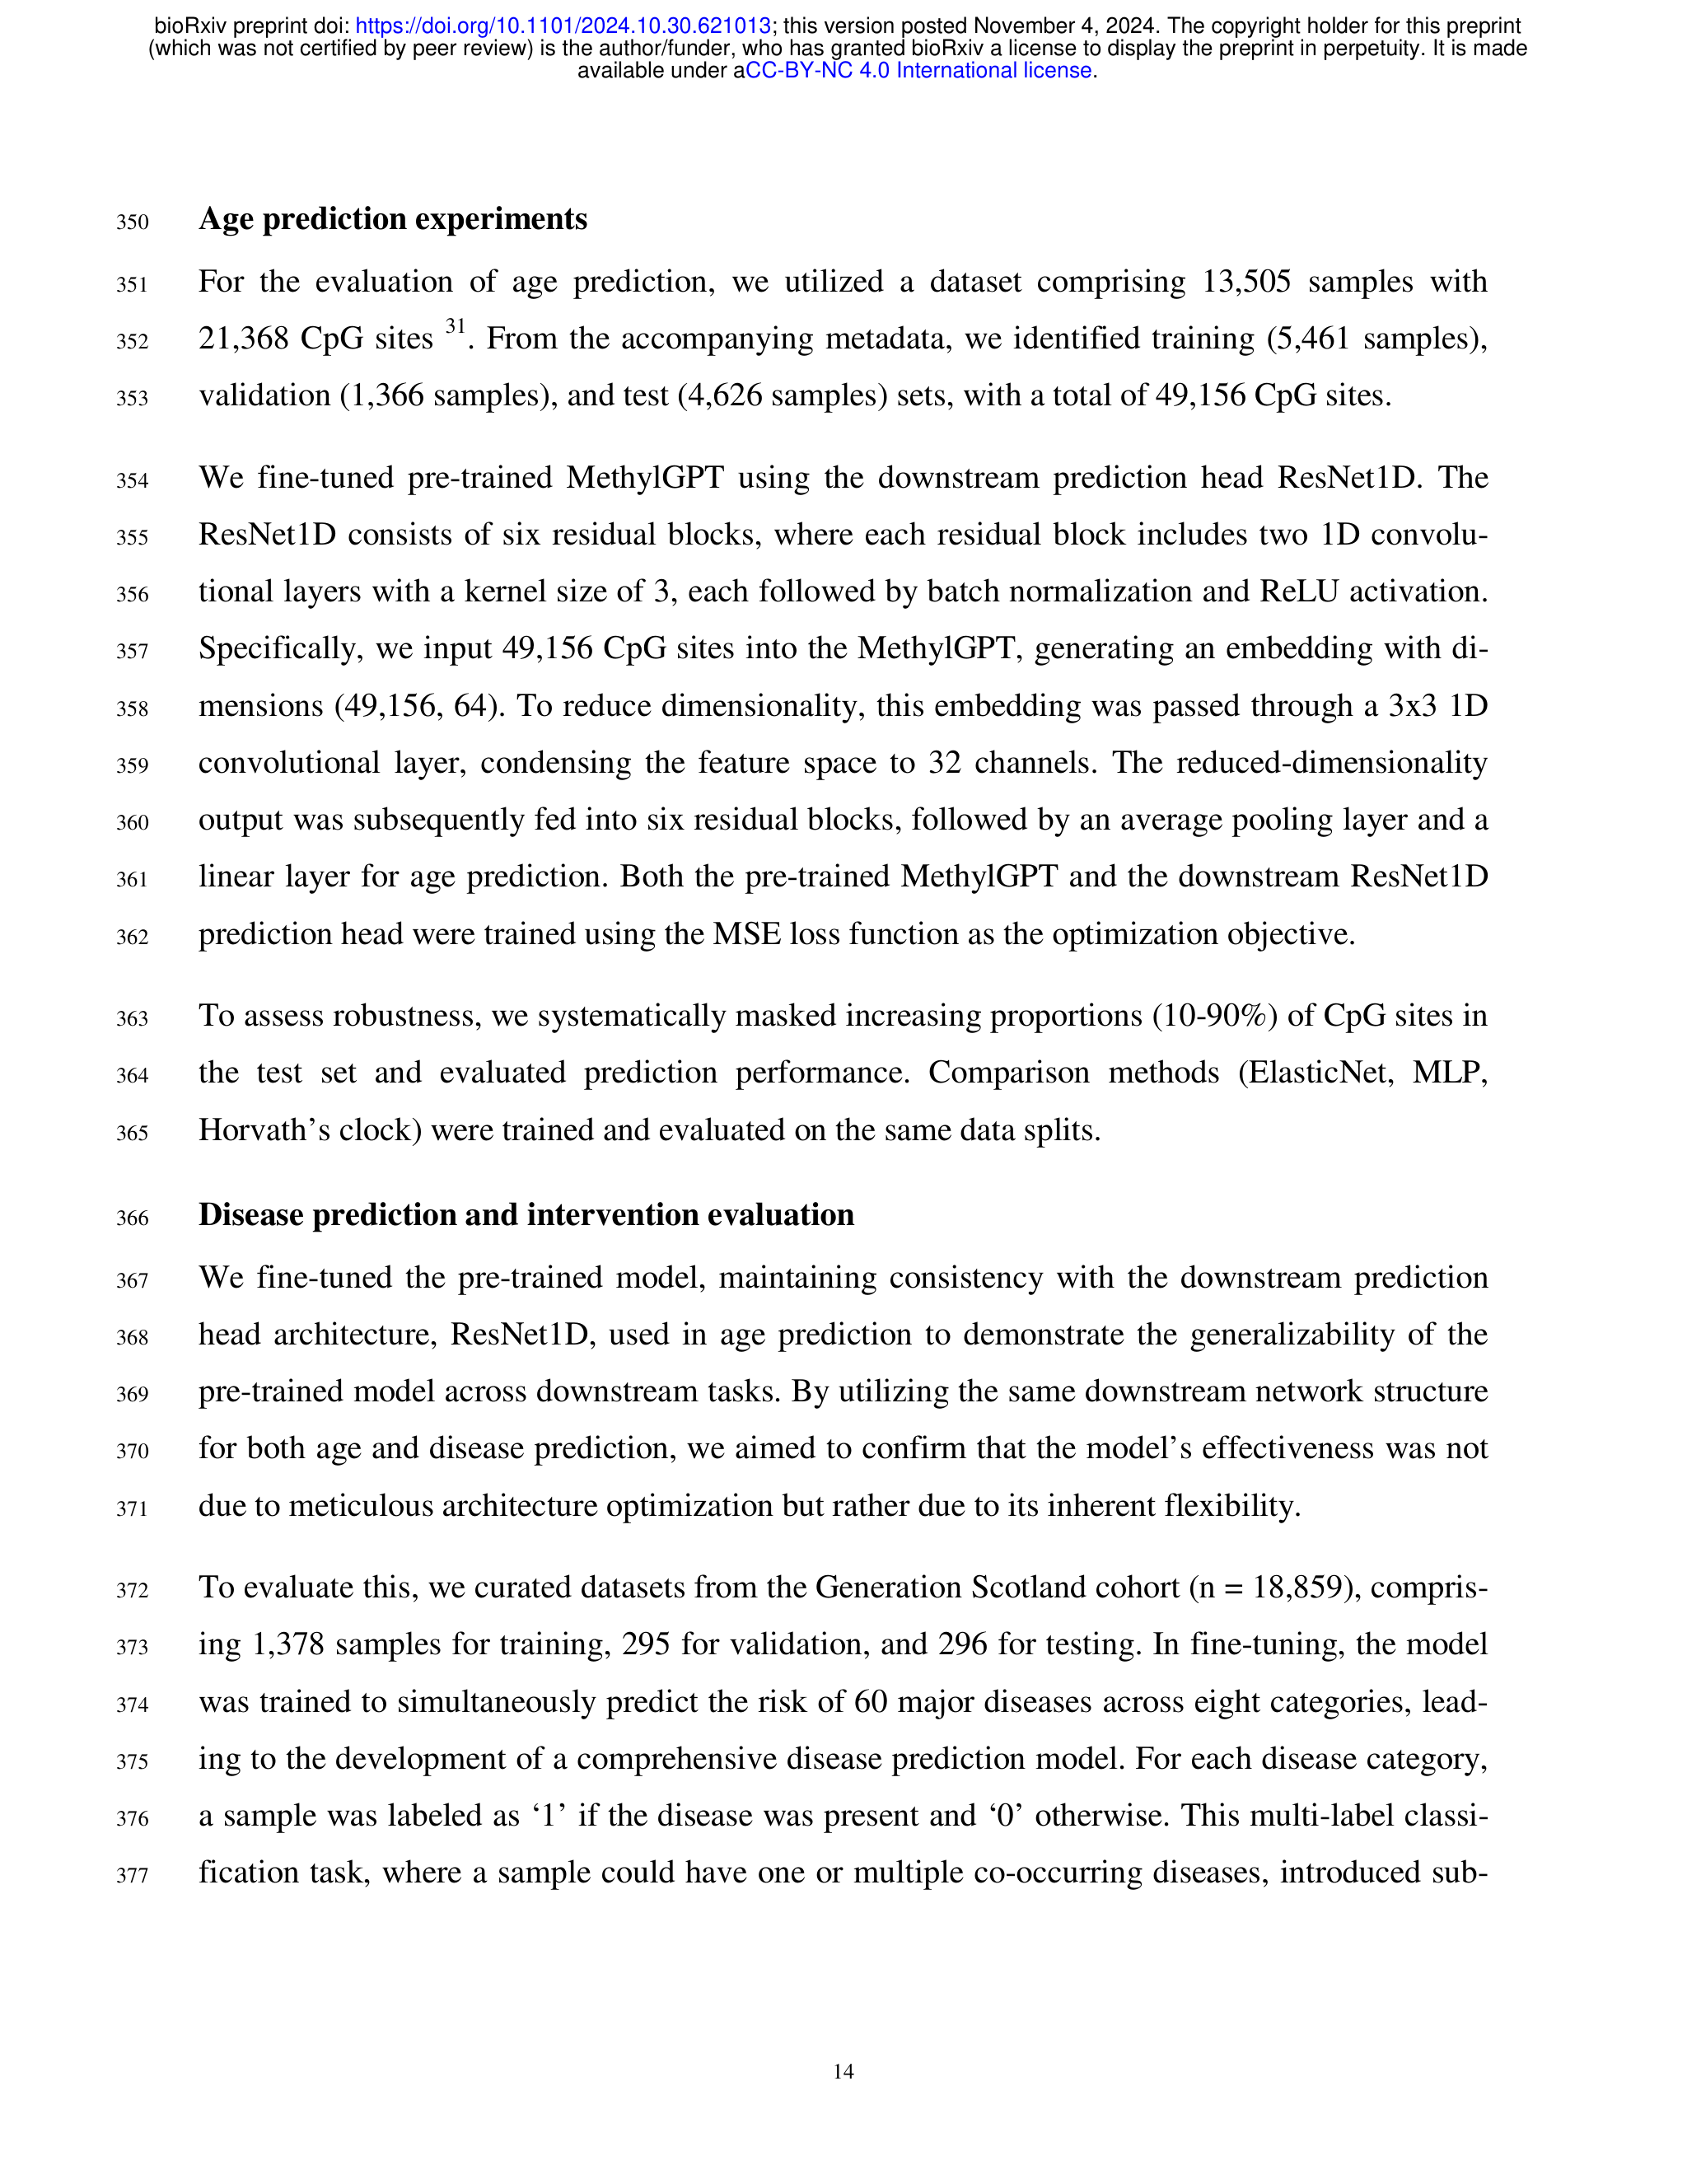 bioRxiv preprint doi: https://doi.org/10.1101/2024.10.30.621013; this version posted November 4, 2024. The copyright holder for this preprint
(which was not certified by peer review) is the author/funder, who has granted bioRxiv a license to display the preprint in perpetuity. It is made
available under aCC-BY-NC 4.0 International license.
350 Age prediction experiments
351 For the evaluation of age prediction, we utilized a dataset comprising 13,505 samples with
352 21,368 CpG sites 31. From the accompanying metadata, we identified training (5,461 samples),
353 validation (1,366 samples), and test (4,626 samples) sets, with a total of 49,156 CpG sites.
354 We fine-tuned pre-trained MethylGPT using the downstream prediction head ResNet1D. The
355 ResNet1D consists of six residual blocks, where each residual block includes two 1D convolu-
356 tional layers with a kernel size of 3, each followed by batch normalization and ReLU activation.
357 Specifically, we input 49,156 CpG sites into the MethylGPT, generating an embedding with di-
358 mensions (49,156, 64). To reduce dimensionality, this embedding was passed through a 3x3 1D
359 convolutional layer, condensing the feature space to 32 channels. The reduced-dimensionality
360 output was subsequently fed into six residual blocks, followed by an average pooling layer and a
361 linear layer for age prediction. Both the pre-trained MethylGPT and the downstream ResNet1D
362 prediction head were trained using the MSE loss function as the optimization objective.
363 To assess robustness, we systematically masked increasing proportions (10-90%) of CpG sites in
364 the test set and evaluated prediction performance. Comparison methods (ElasticNet, MLP,
365 Horvath’s clock) were trained and evaluated on the same data splits.
366 Disease prediction and intervention evaluation
367 We fine-tuned the pre-trained model, maintaining consistency with the downstream prediction
368 head architecture, ResNet1D, used in age prediction to demonstrate the generalizability of the
369 pre-trained model across downstream tasks. By utilizing the same downstream network structure
370 for both age and disease prediction, we aimed to confirm that the model’s effectiveness was not
371 due to meticulous architecture optimization but rather due to its inherent flexibility.
372 To evaluate this, we curated datasets from the Generation Scotland cohort (n = 18,859), compris-
373 ing 1,378 samples for training, 295 for validation, and 296 for testing. In fine-tuning, the model
374 was trained to simultaneously predict the risk of 60 major diseases across eight categories, lead-
375 ing to the development of a comprehensive disease prediction model. For each disease category,
376 a sample was labeled as ‘1’ if the disease was present and ‘0’ otherwise. This multi-label classi-
377 fication task, where a sample could have one or multiple co-occurring diseases, introduced sub-
14